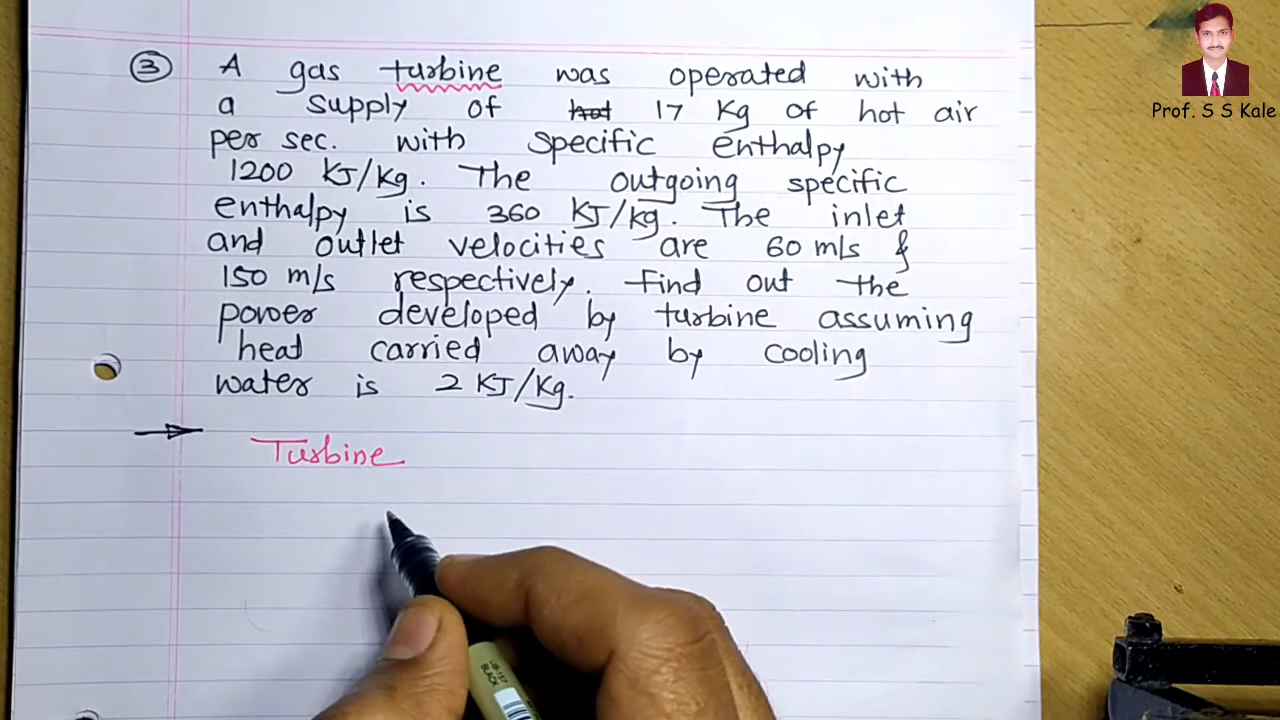 ③ A gas turbine was operated with
a supply of hot 17 Kg of hot air
per sec. with specific enthalpy
1200 KJ/Kg. The outgoing specific
enthalpy is 360 KJ/Kg. The inlet
and outlet velocities are 60 m/s &
150 m/s respectively. Find out the
power developed by turbine assuming
heat carried away by cooling
water is 2 KJ/Kg.
Turbine
Prof. S S Kale
UB-157
BLACK